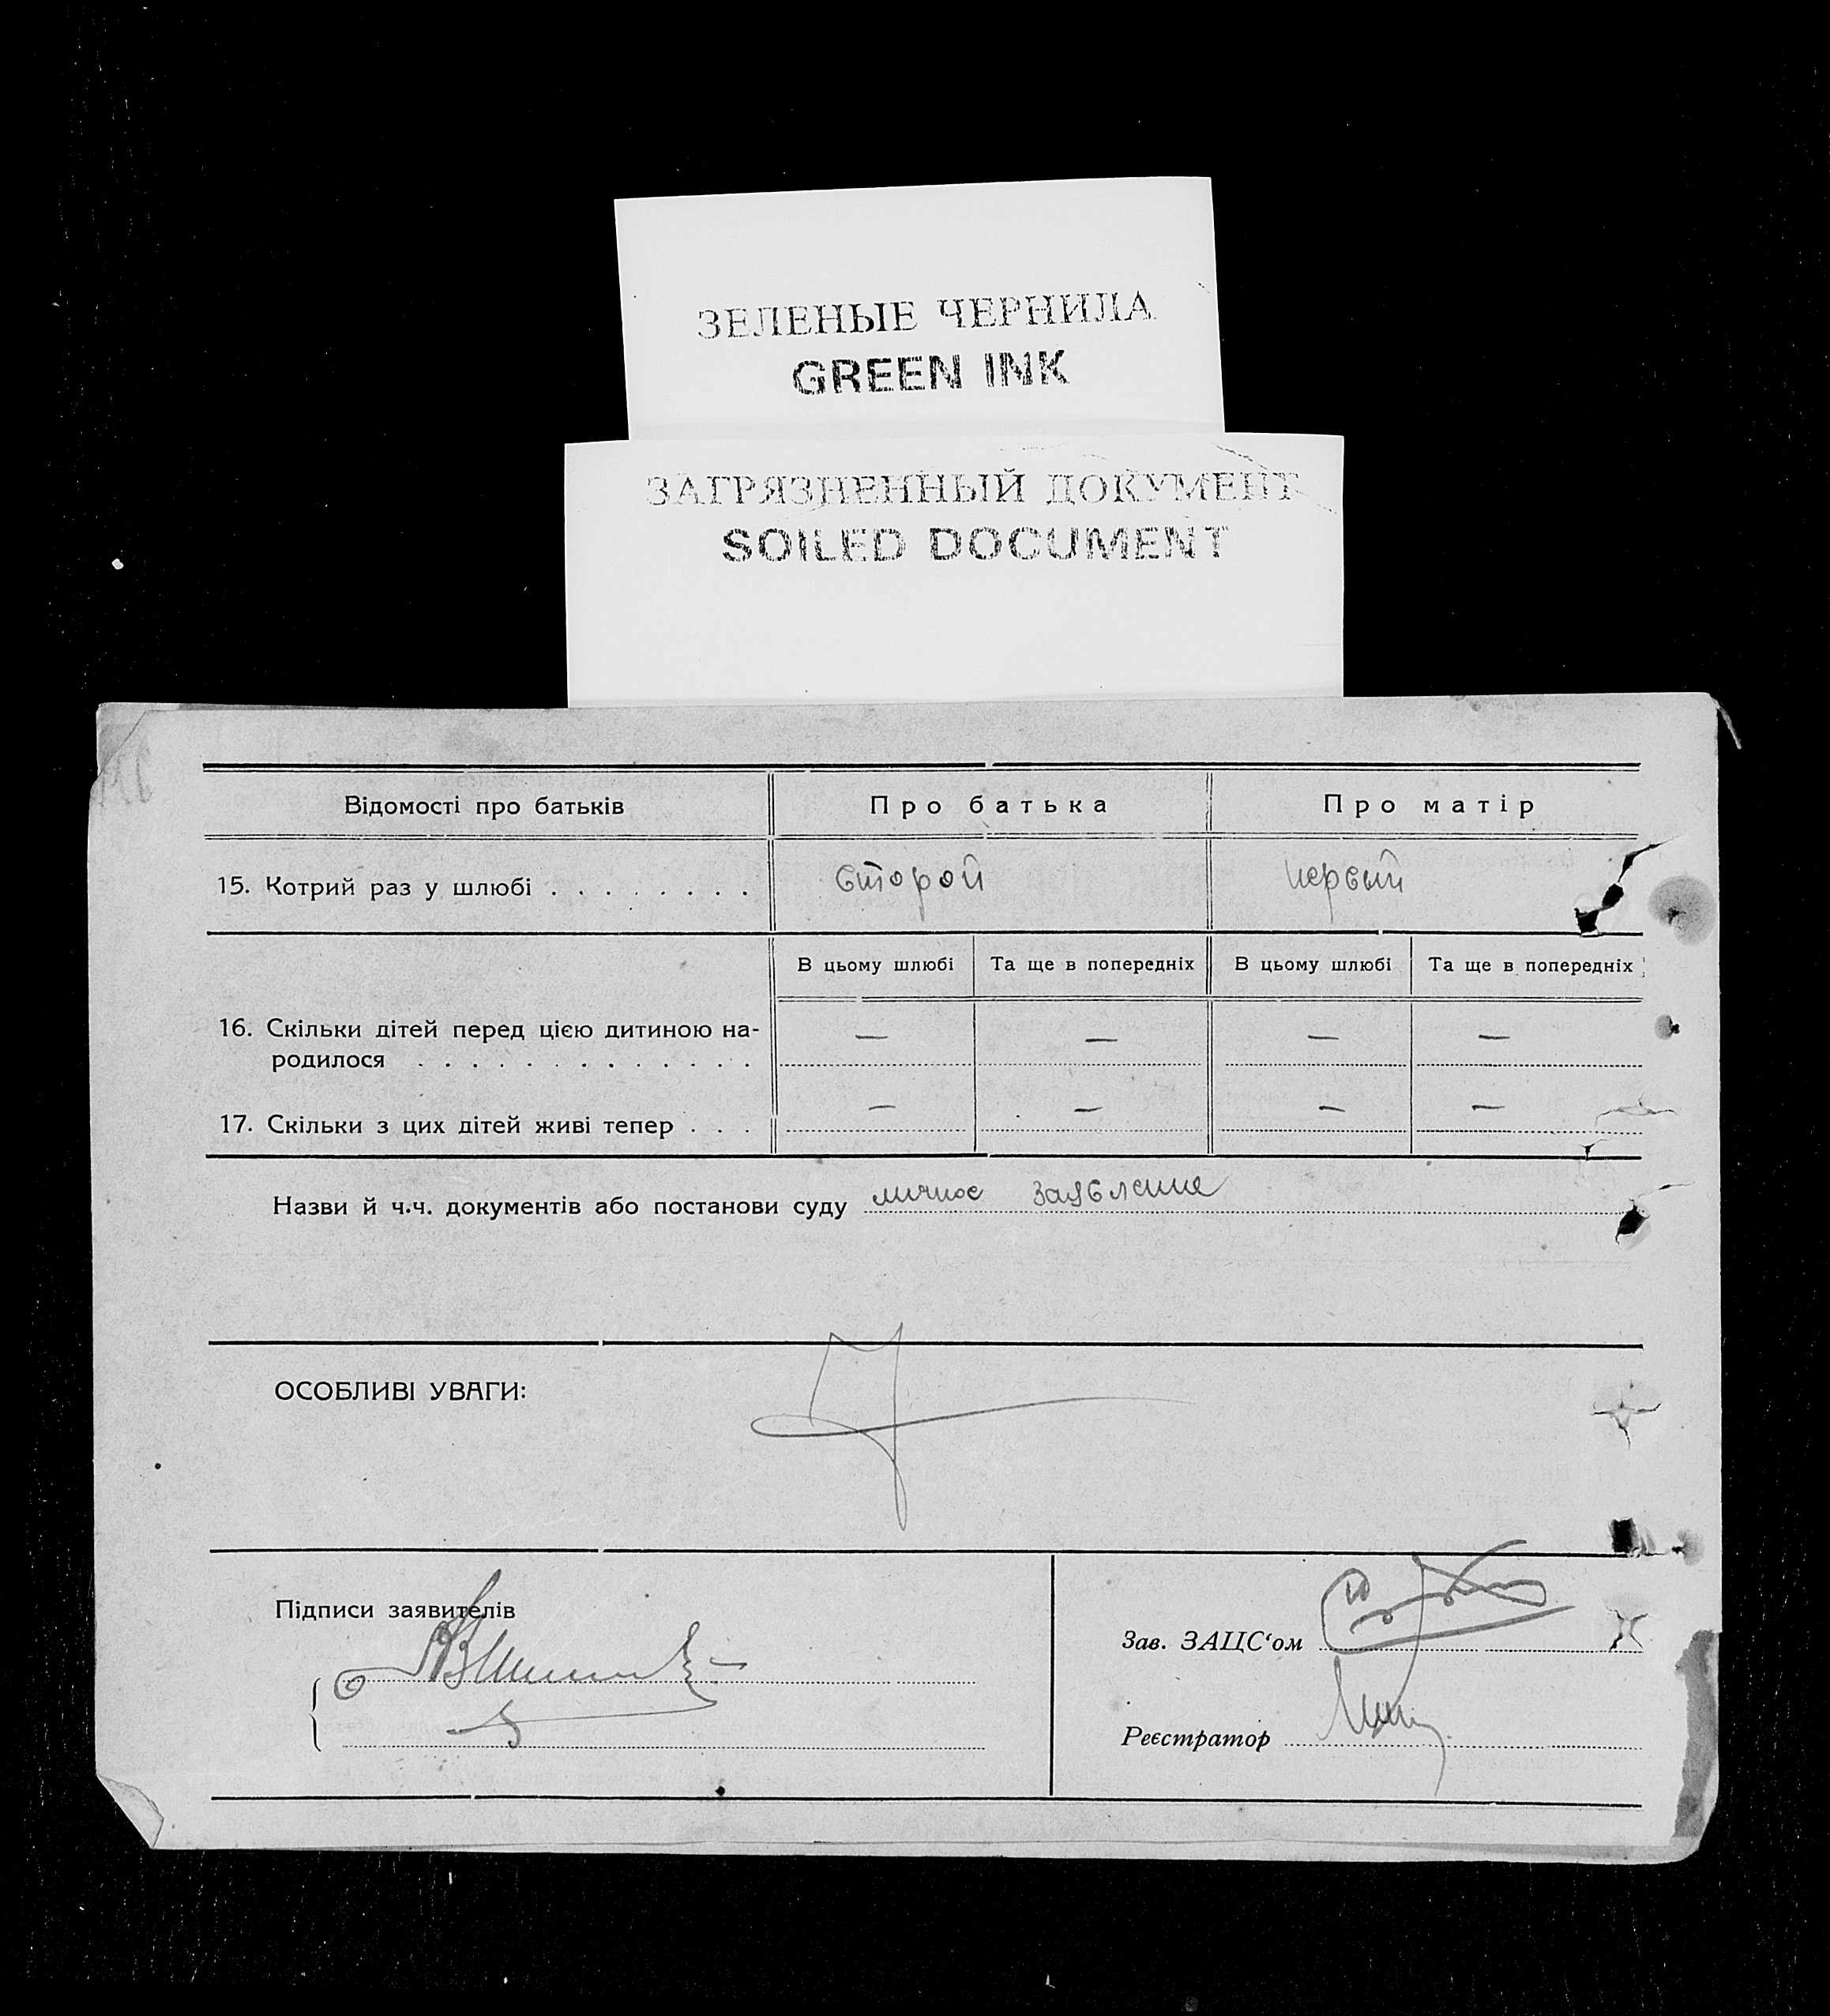 ЗЕЛЕНЫЕ ЧЕРНИЛА
GREEN INK
ЗАГРЯЗНЕННЫЙ ДОКУМЕНТ
SOILED DOCUMENT
Відомості про батьків Про батька Про матір
15. Котрий раз у шлюбі . . . . . . . . второй первый
В цьому шлюбі Та ще в попередніх В цьому шлюбі Та ще в попередніх
16. Скільки дітей перед цією дитиною на- — — — —
родилося . . . . . . . . . . . . .
17. Скільки з цих дітей живі тепер . . . — — — —
Назви й ч.ч. документів або постанови суду личное заявление
ОСОБЛИВІ УВАГИ:
Підписи заявителів
Зав. ЗАЦС‘ом
Реєстратор